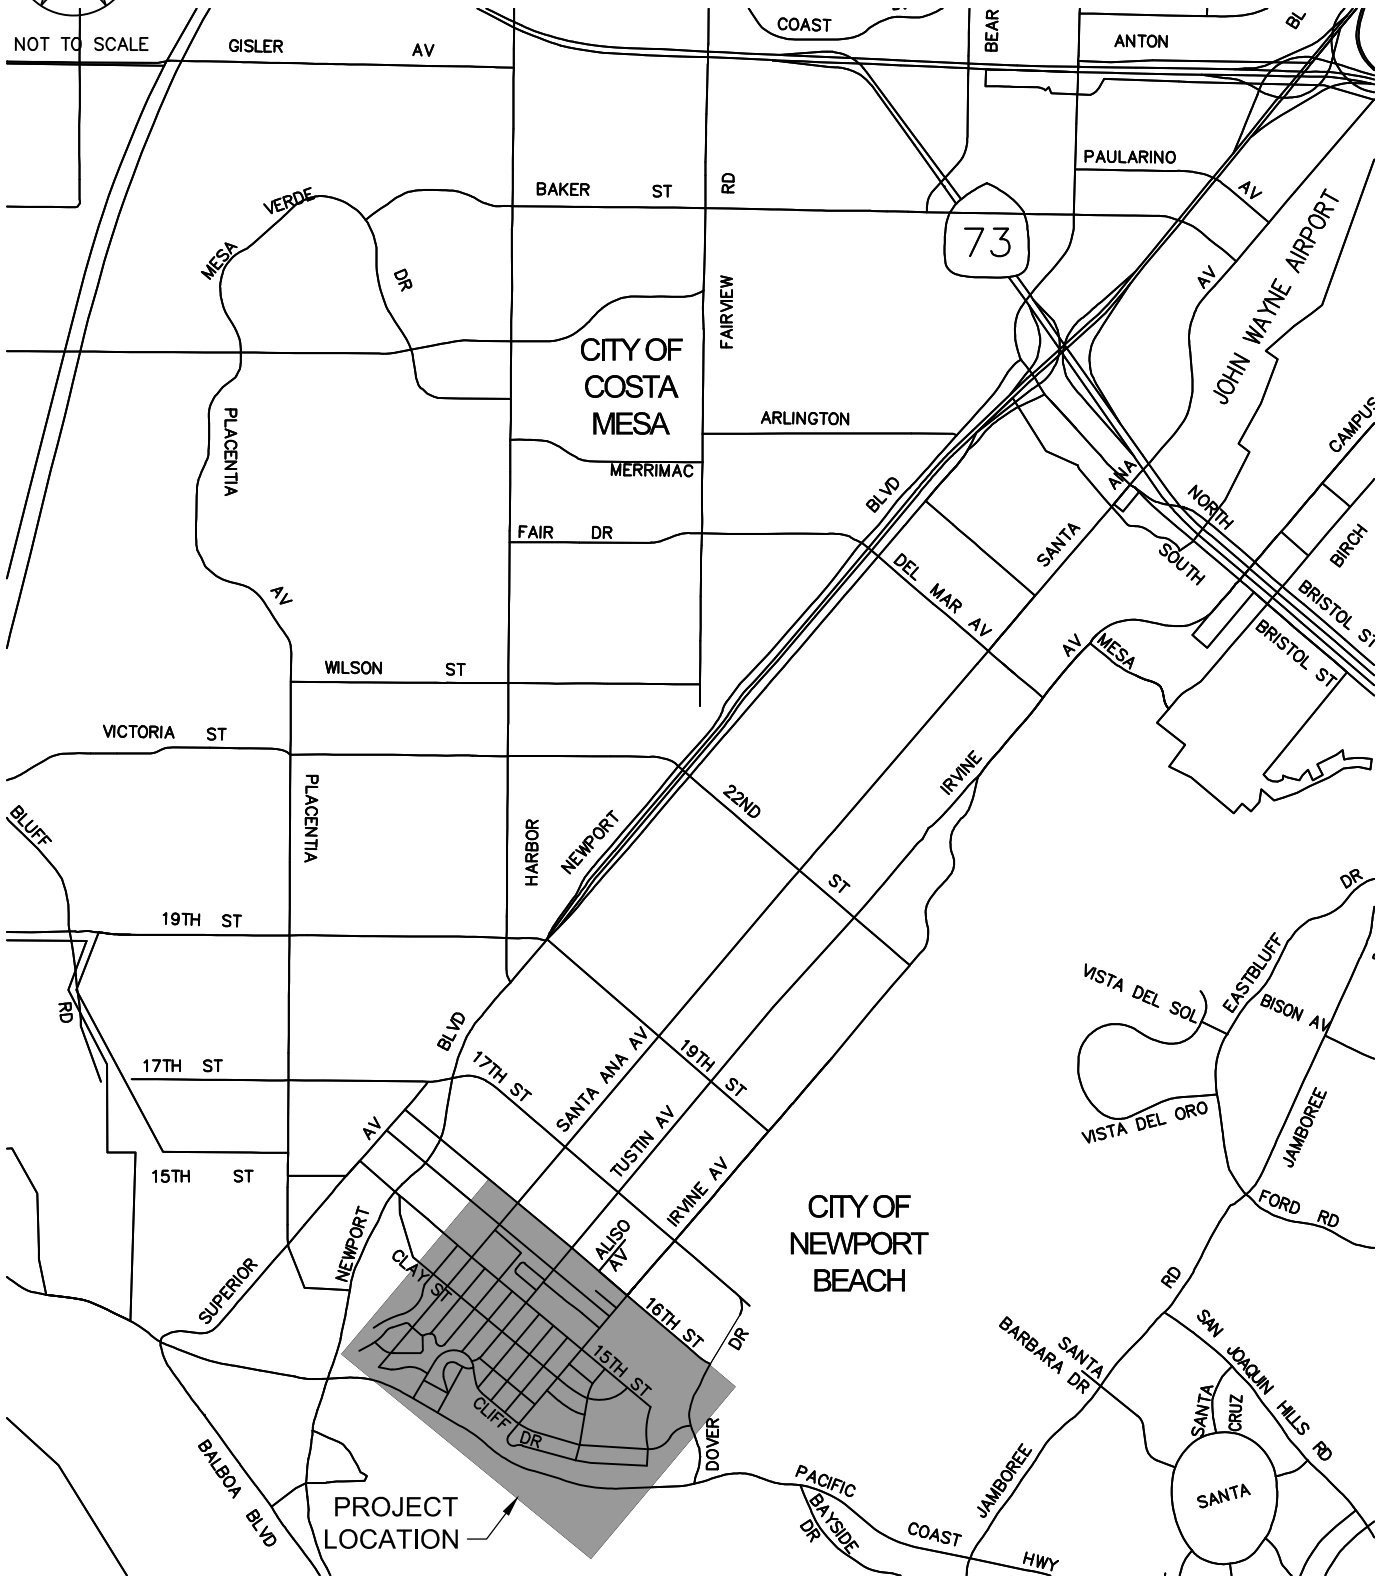 COAST
BEAR
BL
NOT TO SCALE
GISLER AV
ANTON
PAULARINO AV
BAKER ST
RD
MESA VERDE DR
73
AV
JOHN WAYNE AIRPORT
FAIRVIEW
CITY OF
COSTA
MESA
PLACENTIA
ARLINGTON
CAMPUS
MERRIMAC
BLVD
SANTA ANA
NORTH
FAIR DR
SOUTH
BIRCH
DEL MAR AV
BRISTOL ST
BRISTOL ST
AV
AV
MESA
WILSON ST
VICTORIA ST
IRVINE
PLACENTIA
22ND ST
BLUFF
HARBOR
NEWPORT
DR
19TH ST
EASTBLUFF
VISTA DEL SOL
BISON AV
RD
BLVD
17TH ST
17TH ST
SANTA ANA AV
19TH ST
TUSTIN AV
VISTA DEL ORO
JAMBOREE
AV
15TH ST
IRVINE AV
CITY OF
NEWPORT
BEACH
FORD RD
NEWPORT
ALISO
AV
CLAY ST
SUPERIOR
RD
16TH ST
DR
SAN JOAQUIN HILLS RD
SANTA
BARBARA DR
15TH ST
SANTA
CRUZ
CLIFF DR
DOVER
BALBOA BLVD
JAMBOREE
PACIFIC COAST HWY
SANTA
PROJECT
LOCATION
BAYSIDE
DR